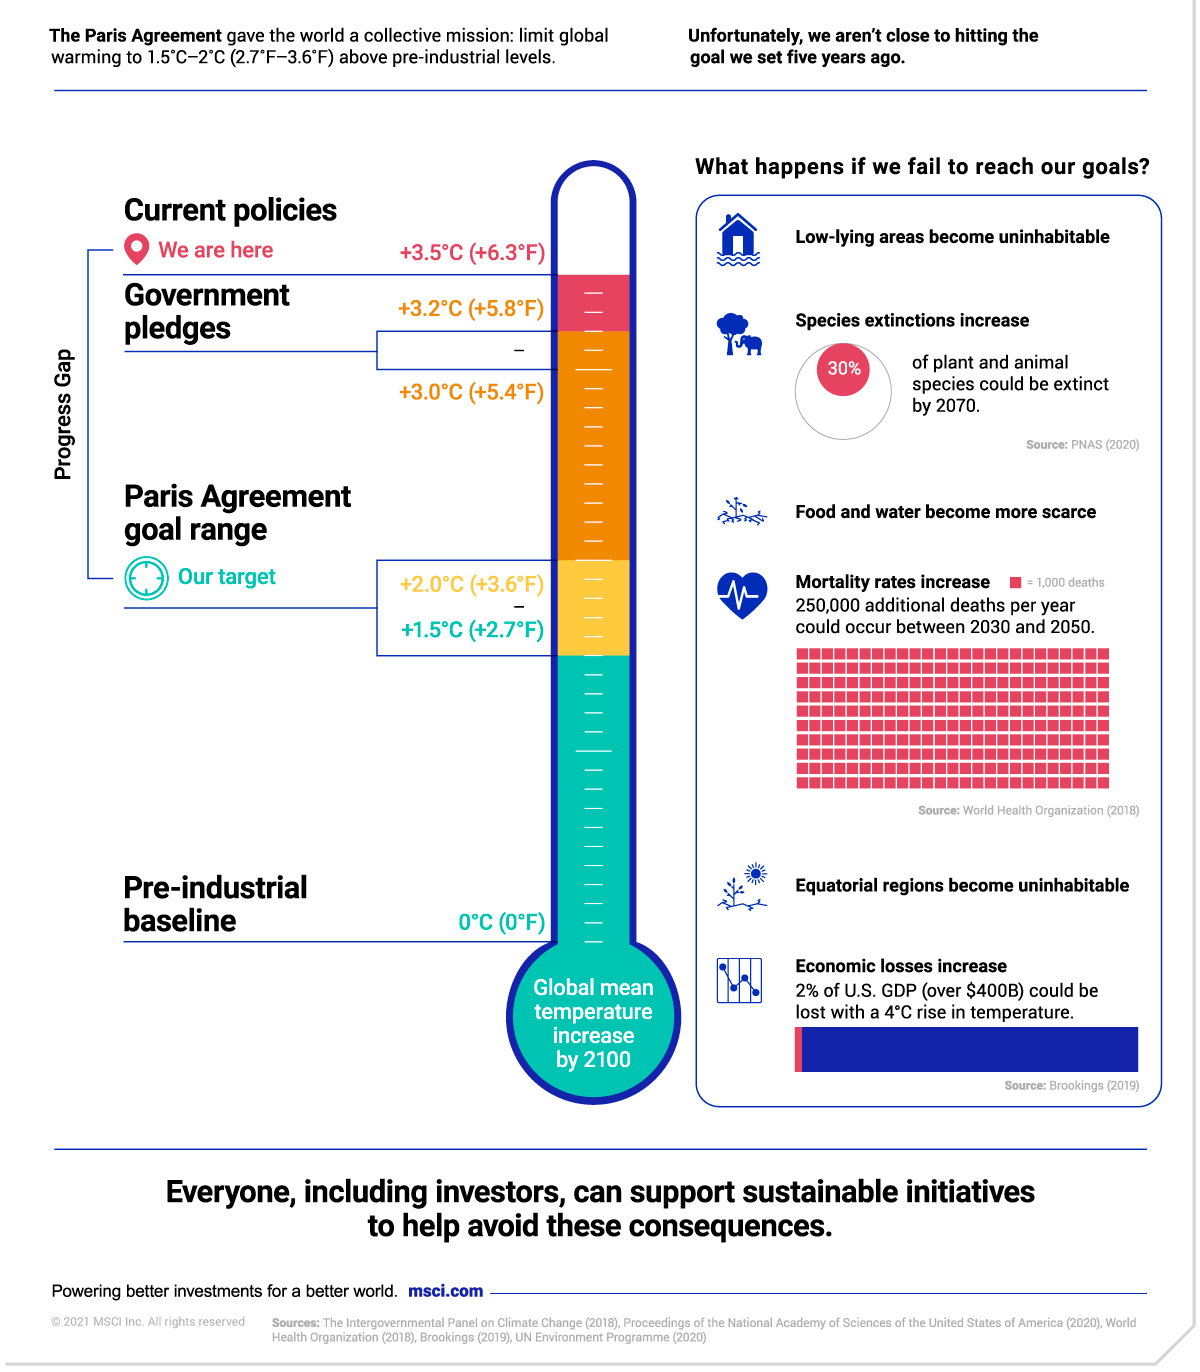 The Paris Agreement gave the world a collective mission: limit global
warming to 1.5˚C–2˚C (2.7˚F–3.6˚F) above pre-industrial levels.
Unfortunately, we aren’t close to hitting the
goal we set five years ago.
Current policies
We are here
+3.5°C (+6.3°F)
Government
pledges
+3.2°C (+5.8°F)
–
+3.0°C (+5.4°F)
Progress Gap
Paris Agreement
goal range
Our target
+2.0°C (+3.6°F)
–
+1.5°C (+2.7°F)
Pre-industrial
baseline
0°C (0°F)
Global mean
temperature
increase
by 2100
What happens if we fail to reach our goals?
Low-lying areas become uninhabitable
Species extinctions increase
30%
of plant and animal
species could be extinct
by 2070.
Source: PNAS (2020)
Food and water become more scarce
Mortality rates increase
= 1,000 deaths
250,000 additional deaths per year
could occur between 2030 and 2050.
Source: World Health Organization (2018)
Equatorial regions become uninhabitable
Economic losses increase
2% of U.S. GDP (over $400B) could be
lost with a 4°C rise in temperature.
Source: Brookings (2019)
Everyone, including investors, can support sustainable initiatives
to help avoid these consequences.
Powering better investments for a better world. msci.com
© 2021 MSCI Inc. All rights reserved
Sources: The Intergovernmental Panel on Climate Change (2018), Proceedings of the National Academy of Sciences of the United States of America (2020), World
Health Organization (2018), Brookings (2019), UN Environment Programme (2020)